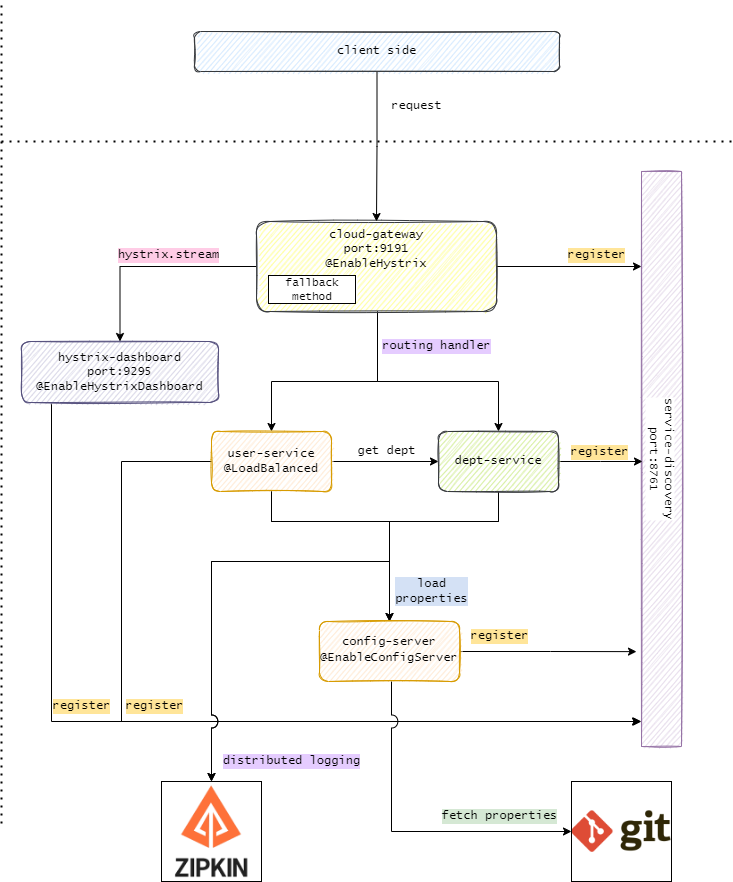 client side
request
cloud-gateway
port:9191
@EnableHystrix
fallback
method
hystrix.stream
register
routing handler
hystrix-dashboard
port:9295
@EnableHystrixDashboard
service-discovery
port:8761
user-service
@LoadBalanced
get dept
dept-service
register
load
properties
config-server
@EnableConfigServer
register
register
register
distributed logging
fetch properties
ZIPKIN
git